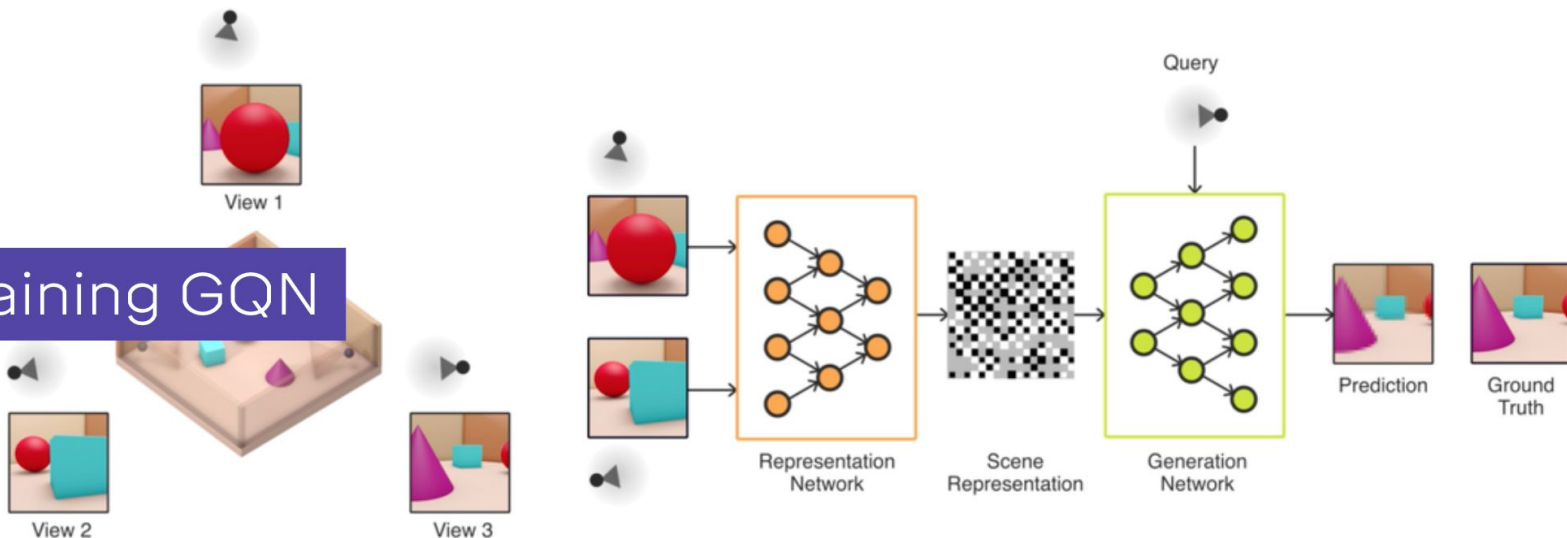 View 1
aining GQN
View 2
View 3
Query
Representation
Network
Scene
Representation
Generation
Network
Prediction
Ground
Truth